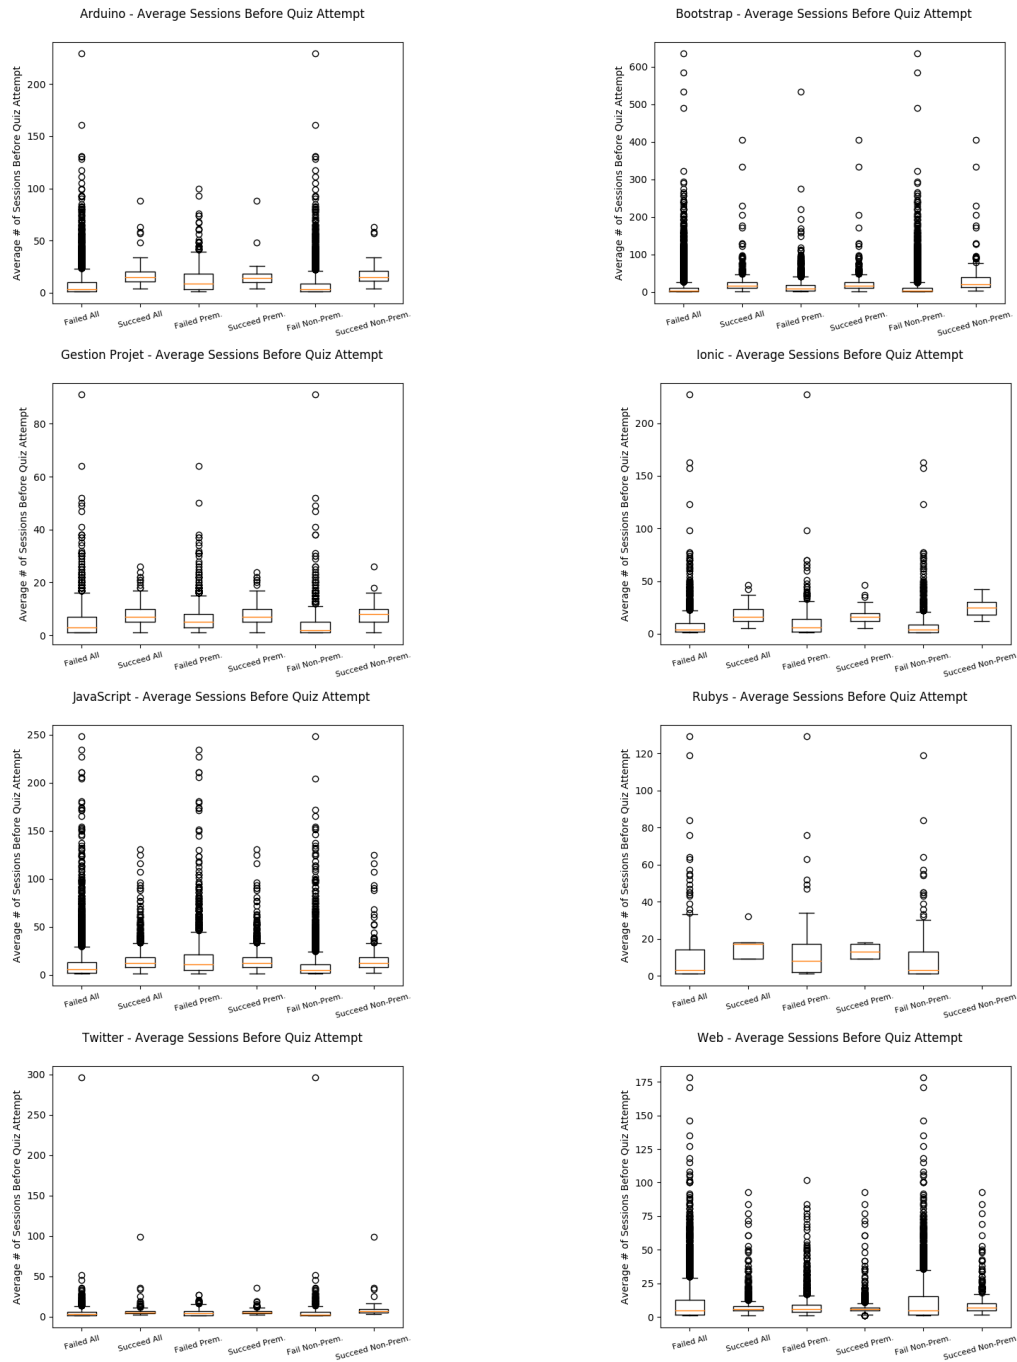 Arduino - Average Sessions Before Quiz Attempt
Average # of Sessions Before Quiz Attempt
200
150
100
50
0
Failed All Succeed All Failed Prem. Succeed Prem. Fail Non-Prem. Succeed Non-Prem.
Bootstrap - Average Sessions Before Quiz Attempt
Average # of Sessions Before Quiz Attempt
600
500
400
300
200
100
0
Failed All Succeed All Failed Prem. Succeed Prem. Fail Non-Prem. Succeed Non-Prem.
Gestion Projet - Average Sessions Before Quiz Attempt
Average # of Sessions Before Quiz Attempt
80
60
40
20
0
Failed All Succeed All Failed Prem. Succeed Prem. Fail Non-Prem. Succeed Non-Prem.
Ionic - Average Sessions Before Quiz Attempt
Average # of Sessions Before Quiz Attempt
200
150
100
50
0
Failed All Succeed All Failed Prem. Succeed Prem. Fail Non-Prem. Succeed Non-Prem.
JavaScript - Average Sessions Before Quiz Attempt
Average # of Sessions Before Quiz Attempt
250
200
150
100
50
0
Failed All Succeed All Failed Prem. Succeed Prem. Fail Non-Prem. Succeed Non-Prem.
Rubys - Average Sessions Before Quiz Attempt
Average # of Sessions Before Quiz Attempt
120
100
80
60
40
20
0
Failed All Succeed All Failed Prem. Succeed Prem. Fail Non-Prem. Succeed Non-Prem.
Twitter - Average Sessions Before Quiz Attempt
Average # of Sessions Before Quiz Attempt
300
250
200
150
100
50
0
Failed All Succeed All Failed Prem. Succeed Prem. Fail Non-Prem. Succeed Non-Prem.
Web - Average Sessions Before Quiz Attempt
Average # of Sessions Before Quiz Attempt
175
150
125
100
75
50
25
0
Failed All Succeed All Failed Prem. Succeed Prem. Fail Non-Prem. Succeed Non-Prem.